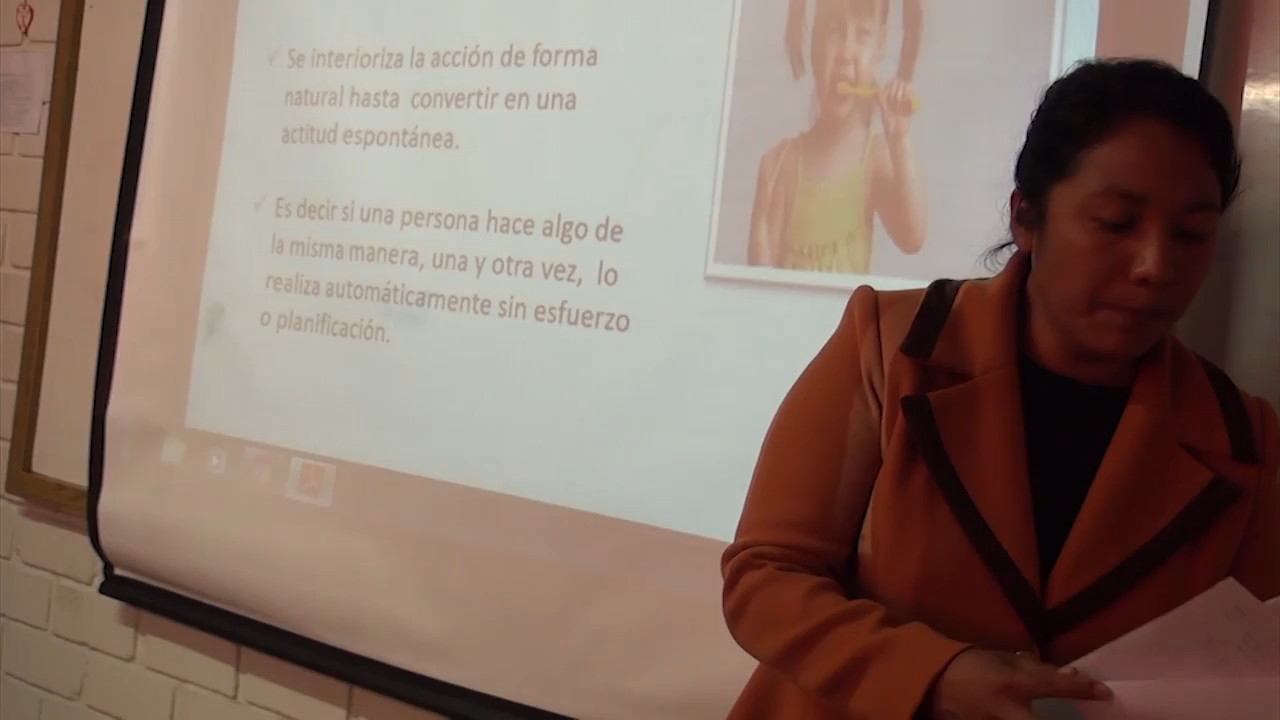 Se interioriza la acción de forma
natural hasta convertir en una
actitud espontánea.
Es decir si una persona hace algo de
la misma manera, una y otra vez, lo
realiza automáticamente sin esfuerzo
o planificación.